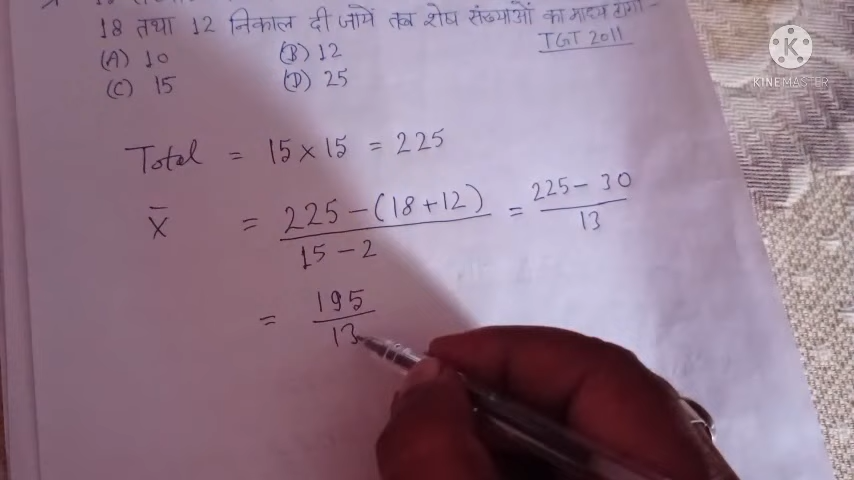 18 तथा 12 निकाल दी जायें तब शेष संख्याओं का माध्य होगा -
TGT 2011
(A) 10 (B) 12
(C) 15 (D) 25
KINEMASTER
Total = 15 × 15 = 225
x̄ = 225 - (18 + 12) / 15 - 2 = 225 - 30 / 13
= 195 / 13